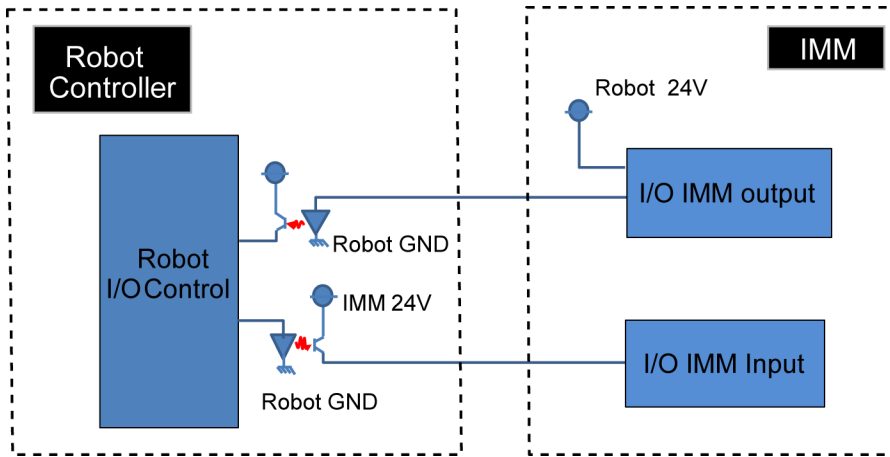 Robot
Controller
IMM
Robot 24V
I/O IMM output
Robot GND
Robot
I/O Control
IMM 24V
I/O IMM Input
Robot GND